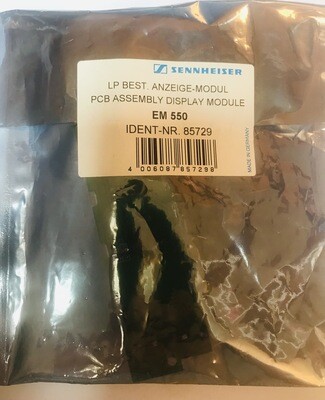 SENNHEISER
LP BEST. ANZEIGE-MODUL
PCB ASSEMBLY DISPLAY MODULE
EM 550
IDENT-NR. 85729
4 006087 857298
MADE IN GERMANY